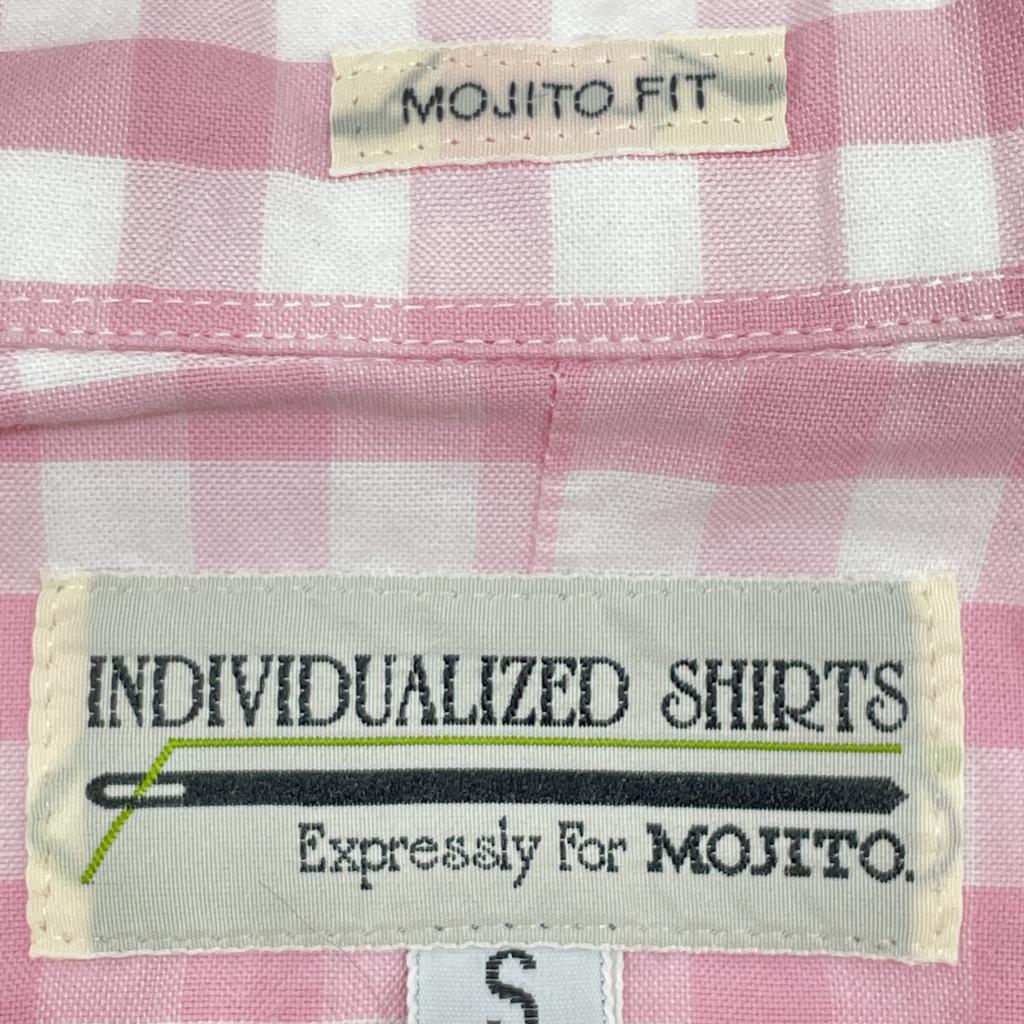 MOJITO FIT
INDIVIDUALIZED SHIRTS
Expressly For MOJITO.
S